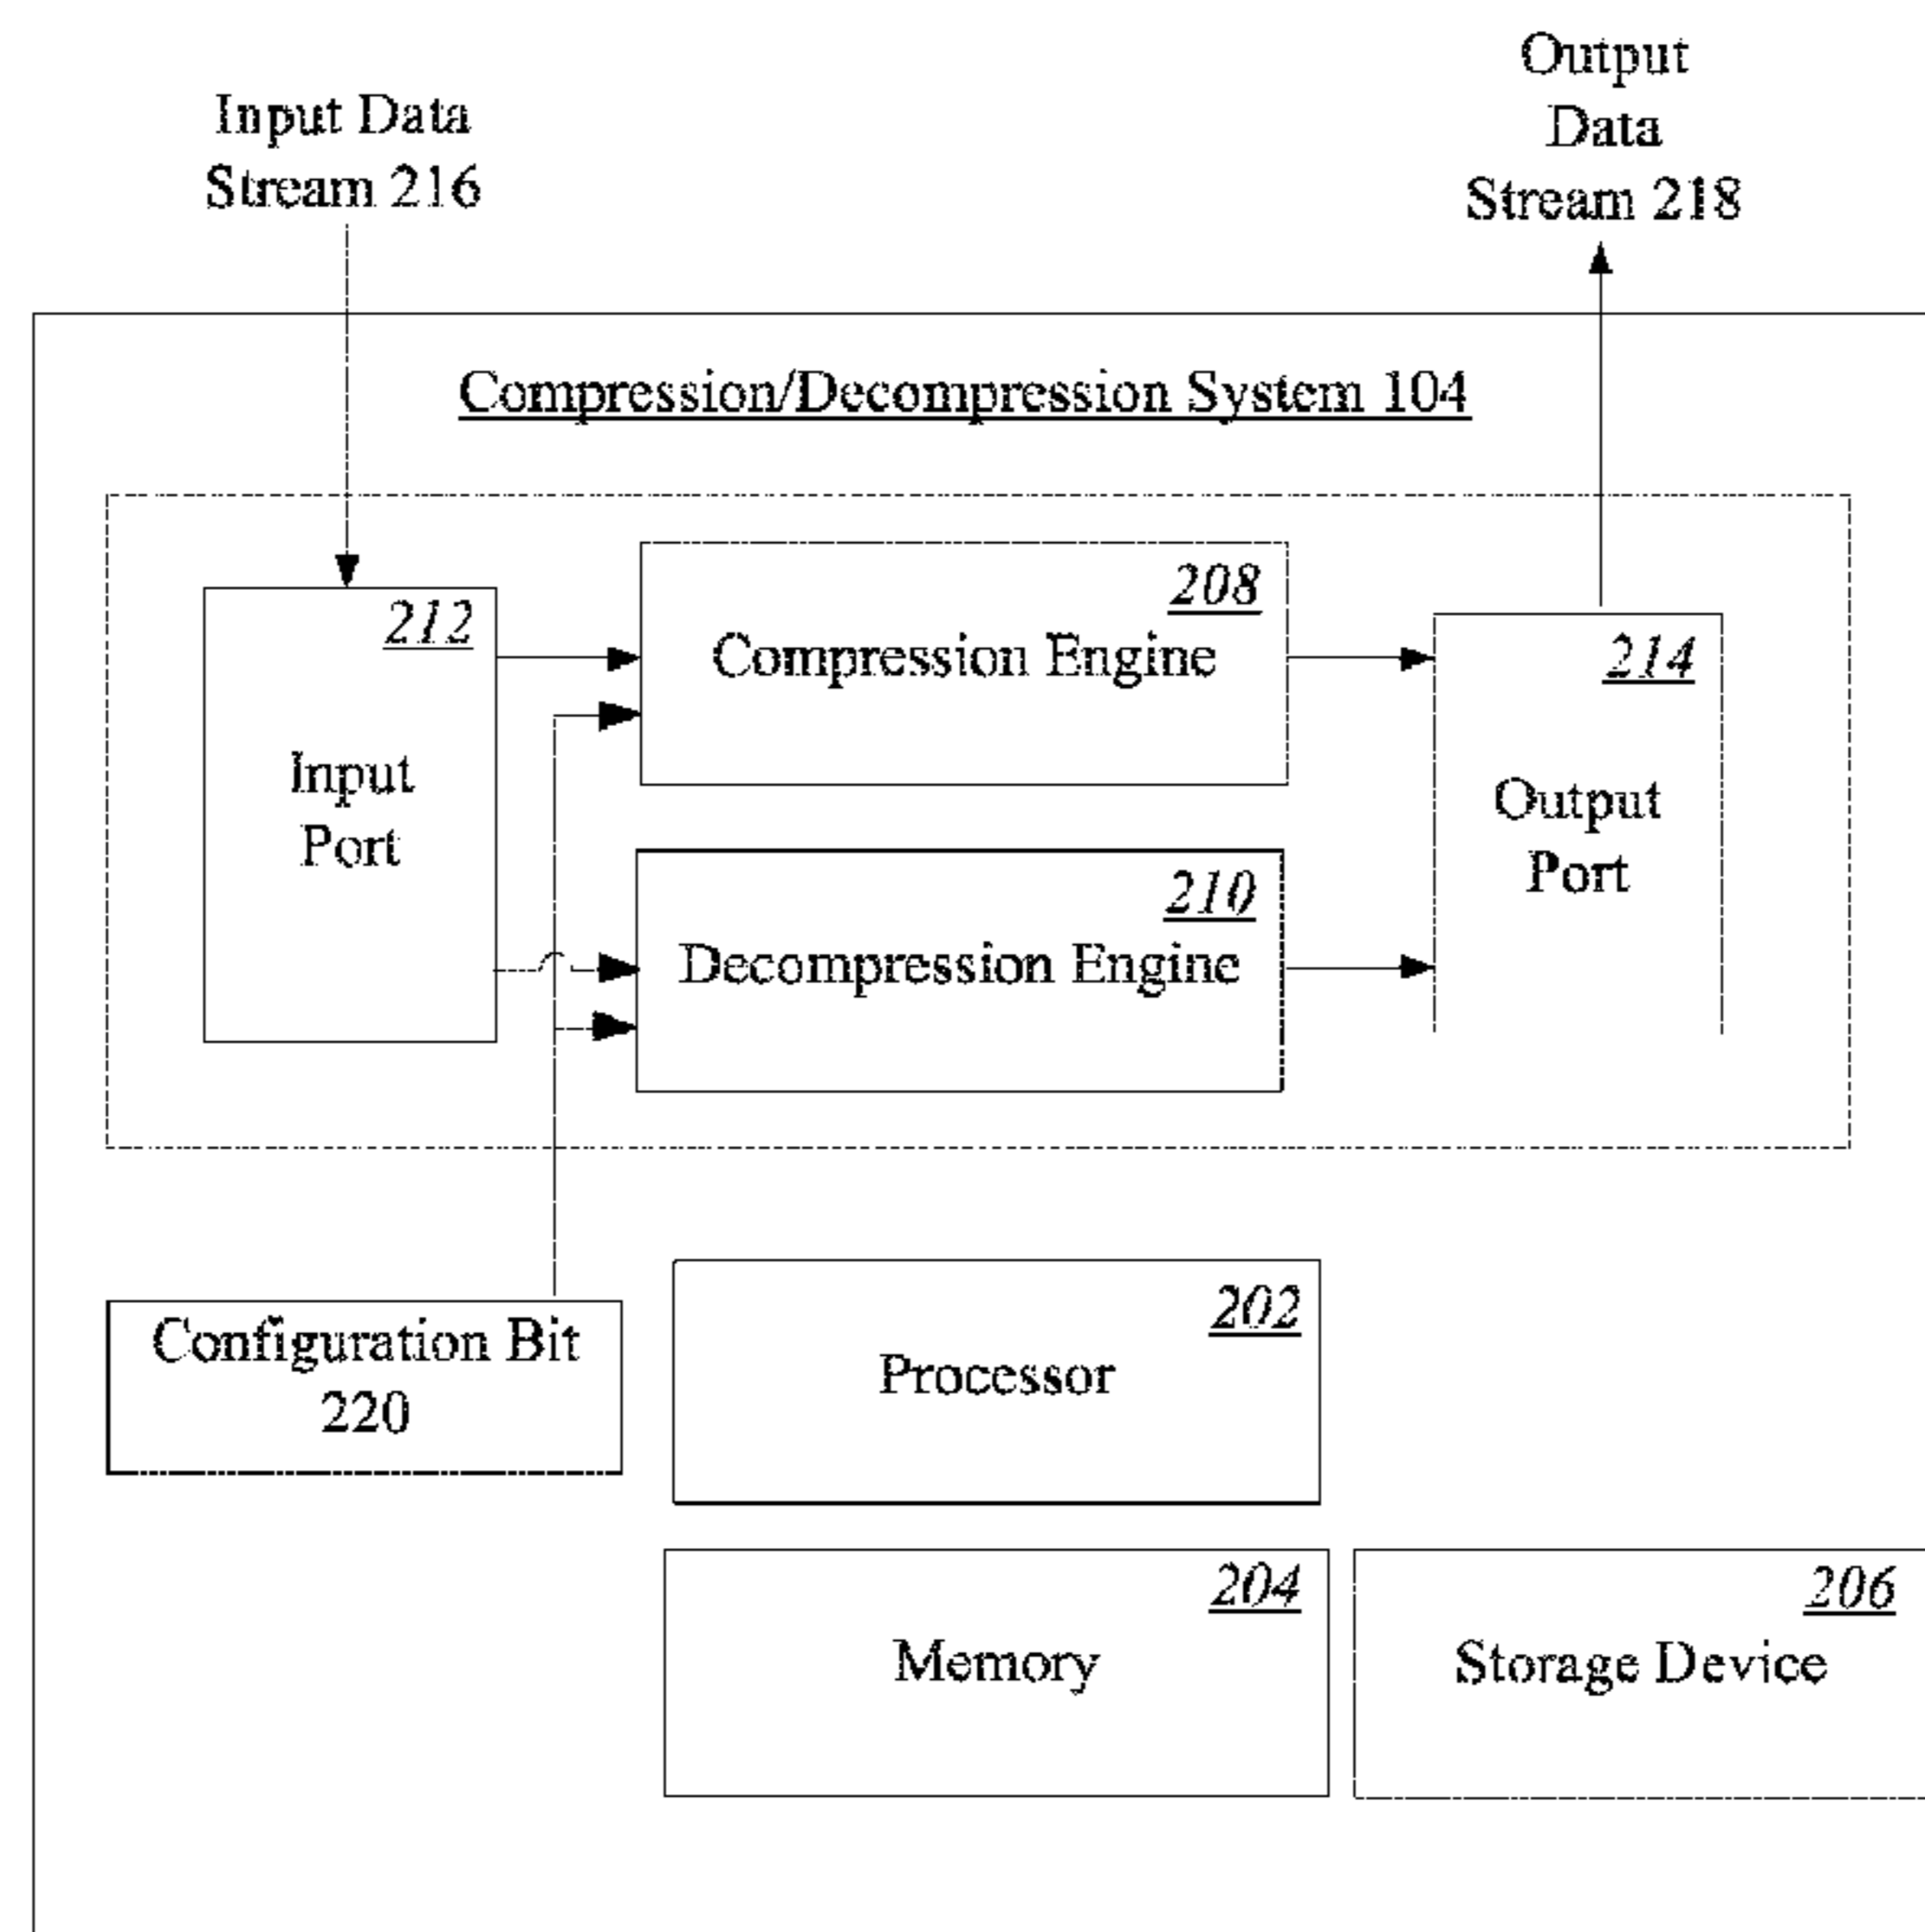 Input Data
Stream 216
Output
Data
Stream 218
Compression/Decompression System 104
212
Input
Port
208
Compression Engine
210
Decompression Engine
214
Output
Port
Configuration Bit
220
202
Processor
204
Memory
206
Storage Device